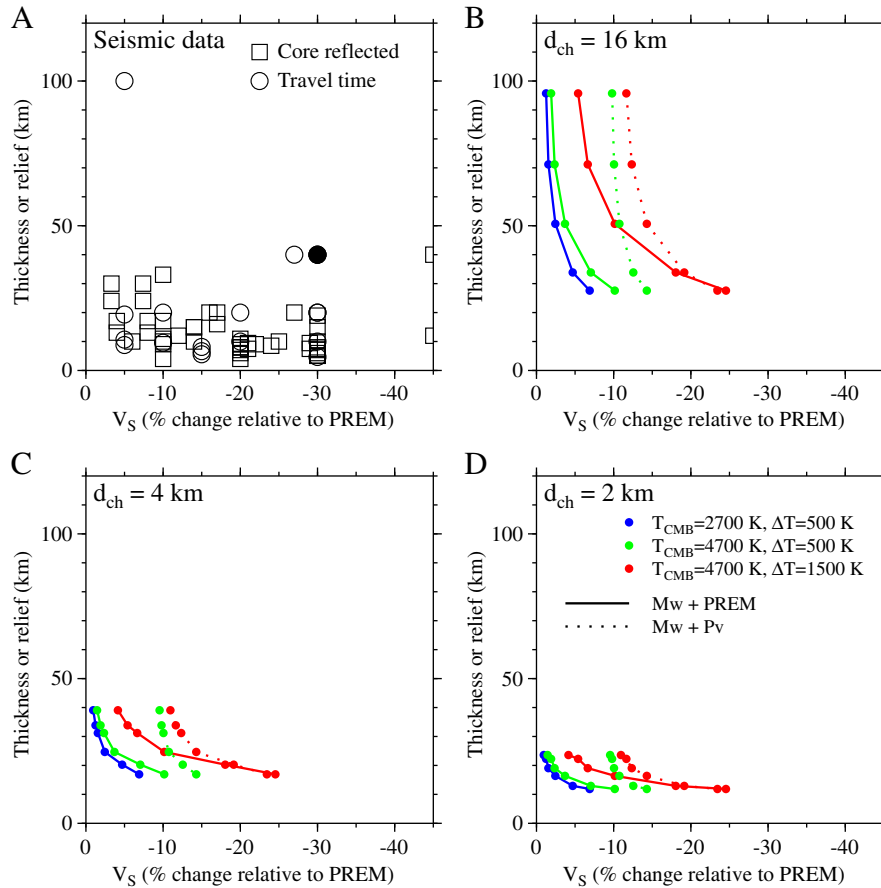 A
Seismic data
Core reflected
Travel time
100
50
0
Thickness or relief (km)
0 -10 -20 -30 -40
V_S (% change relative to PREM)
B
d_ch = 16 km
100
50
0
Thickness or relief (km)
0 -10 -20 -30 -40
V_S (% change relative to PREM)
C
d_ch = 4 km
100
50
0
Thickness or relief (km)
0 -10 -20 -30 -40
V_S (% change relative to PREM)
D
d_ch = 2 km
T_CMB=2700 K, ΔT=500 K
T_CMB=4700 K, ΔT=500 K
T_CMB=4700 K, ΔT=1500 K
Mw + PREM
Mw + Pv
100
50
0
Thickness or relief (km)
0 -10 -20 -30 -40
V_S (% change relative to PREM)